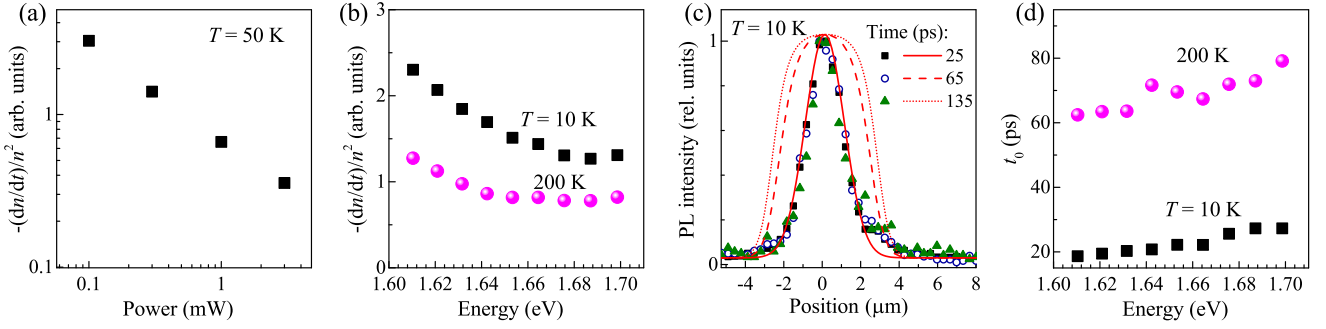 (a)
T = 50 K
-(dn/dt)/n² (arb. units)
1
0.1
0.1
1
Power (mW)
(b)
-(dn/dt)/n² (arb. units)
3
2
1
0
T = 10 K
200 K
1.60 1.62 1.64 1.66 1.68 1.70
Energy (eV)
(c)
T = 10 K
Time (ps):
25
65
135
PL intensity (rel. units)
1
0
-4 -2 0 2 4 6 8
Position (μm)
(d)
t₀ (ps)
80
60
40
20
200 K
T = 10 K
1.60 1.62 1.64 1.66 1.68 1.70
Energy (eV)